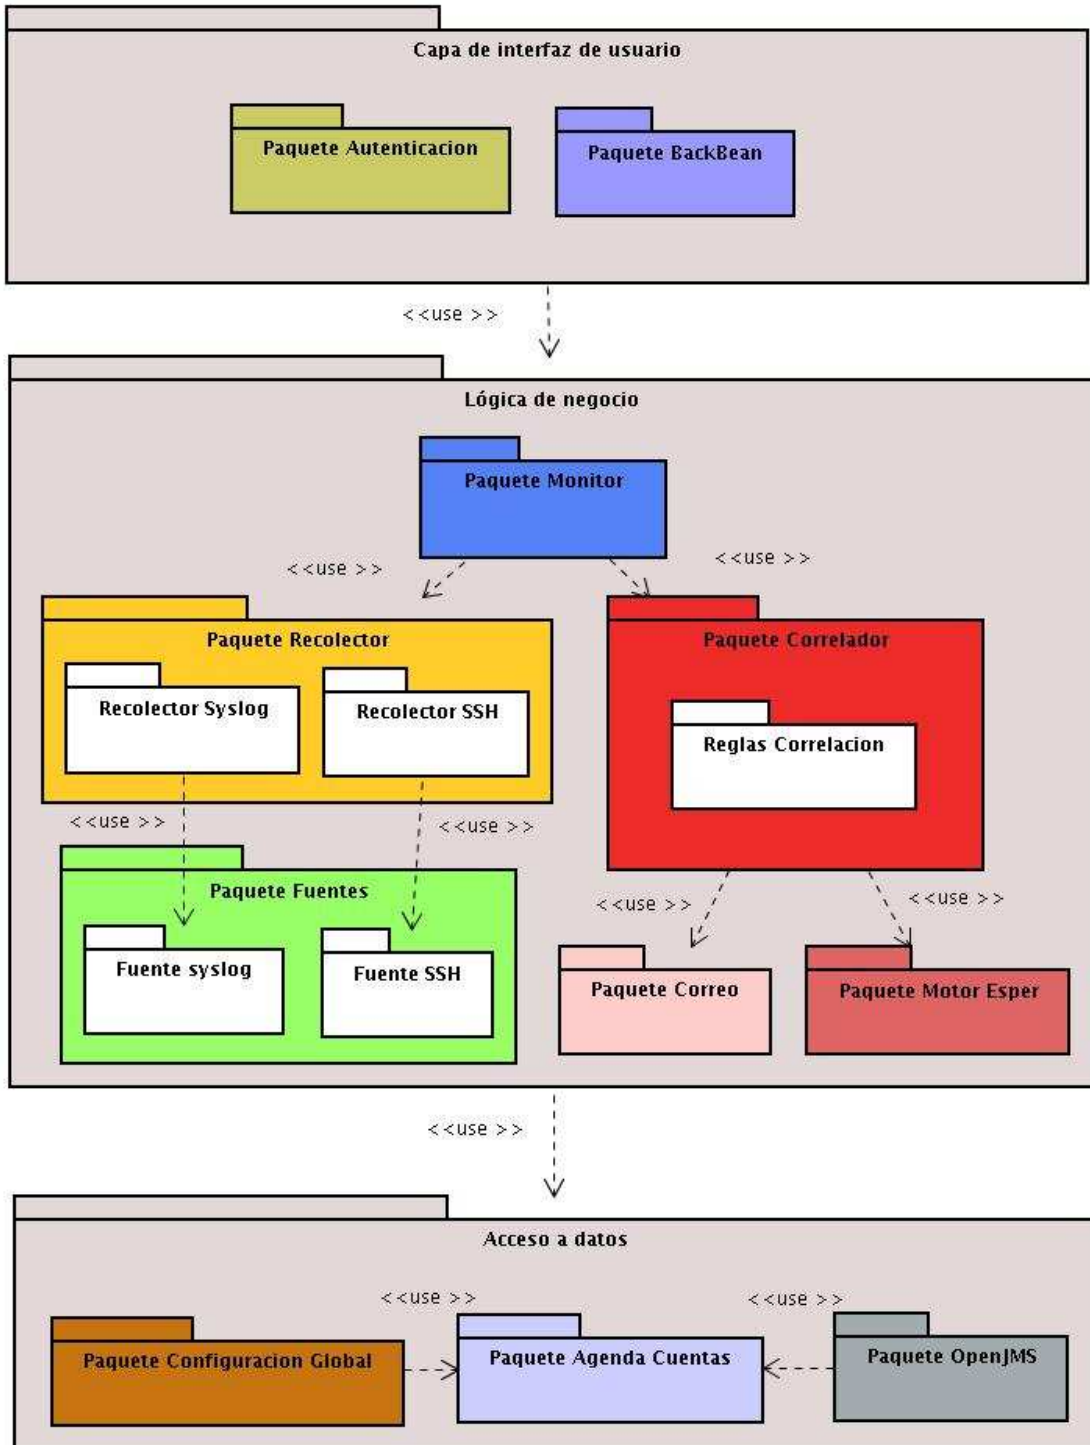 Capa de interfaz de usuario
Paquete Autenticacion
Paquete BackBean
<<use >>
Lógica de negocio
Paquete Monitor
<<use >>
<<use >>
Paquete Recolector
Paquete Correlador
Recolector Syslog
Recolector SSH
Reglas Correlacion
<<use >>
<<use >>
Paquete Fuentes
<<use >>
<<use >>
Fuente syslog
Fuente SSH
Paquete Correo
Paquete Motor Esper
<<use >>
Acceso a datos
<<use >>
<<use >>
Paquete Configuracion Global
Paquete Agenda Cuentas
Paquete OpenJMS